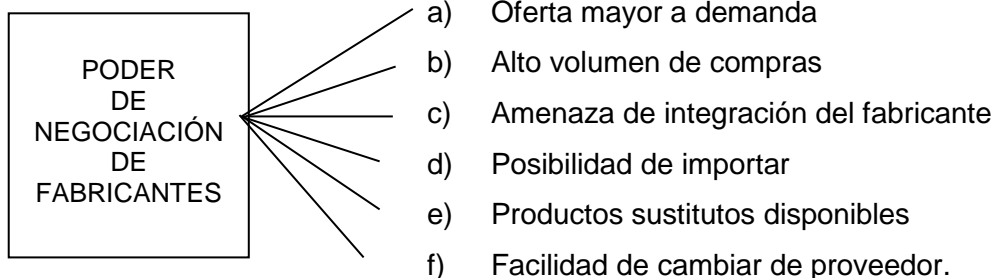 PODER
DE
NEGOCIACIÓN
DE
FABRICANTES
a) Oferta mayor a demanda
b) Alto volumen de compras
c) Amenaza de integración del fabricante
d) Posibilidad de importar
e) Productos sustitutos disponibles
f) Facilidad de cambiar de proveedor.